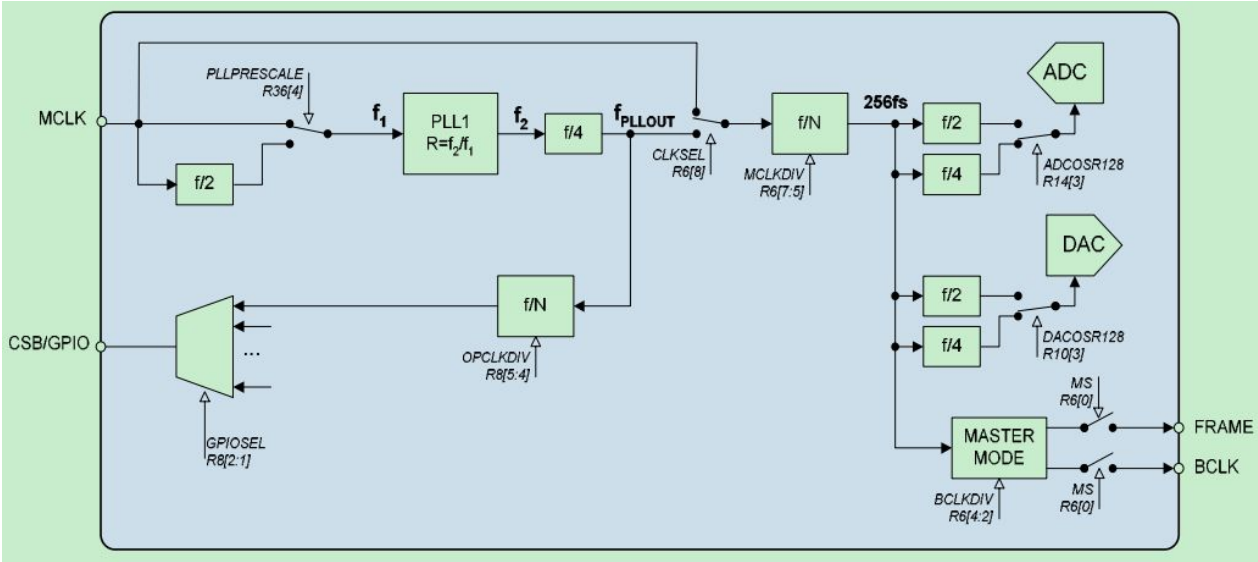 PLLPRESCALE
R36[4]
MCLK
f1
PLL1
R=f2/f1
f2
f/4
fPLLOUT
f/2
CLKSEL
R6[8]
f/N
MCLKDIV
R6[7:5]
256fs
f/2
f/4
ADC
ADCOSR128
R14[3]
DAC
f/2
f/4
DACOSR128
R10[3]
f/N
OPCLKDIV
R8[5:4]
CSB/GPIO
...
GPIOSEL
R8[2:1]
MASTER
MODE
BCLKDIV
R6[4:2]
MS
R6[0]
FRAME
BCLK
MS
R6[0]